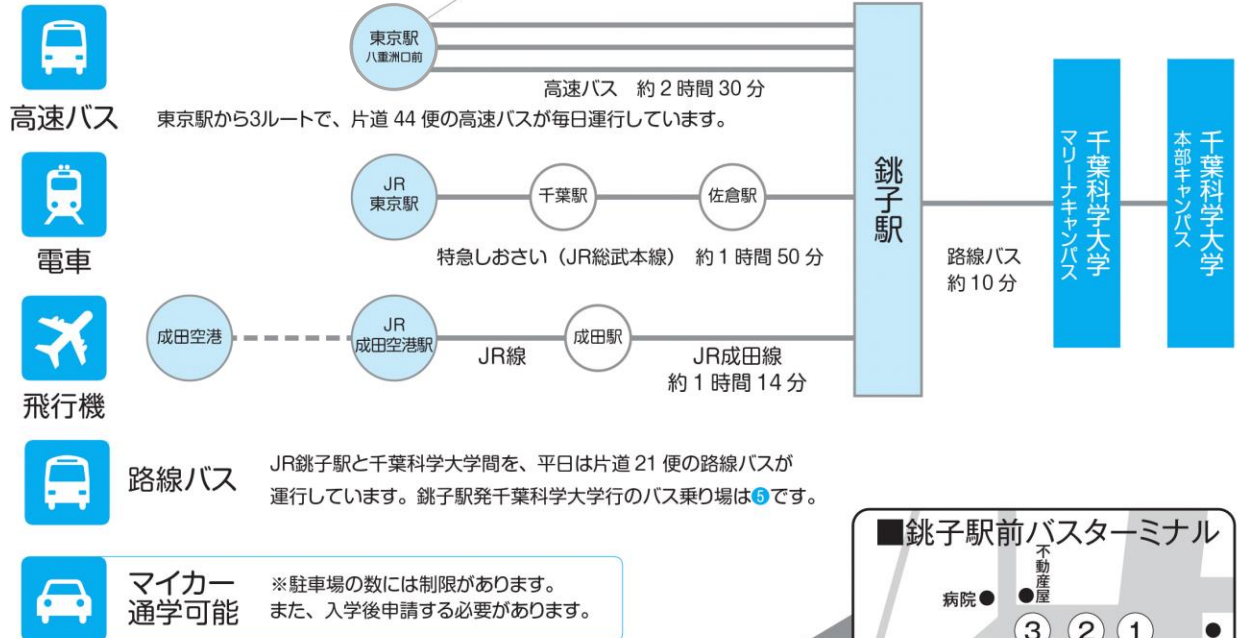 東京駅
八重洲口前
高速バス 約2時間30分
高速バス
東京駅から3ルートで、片道44便の高速バスが毎日運行しています。
JR
東京駅
千葉駅
佐倉駅
電車
特急しおさい（JR総武本線） 約1時間50分
成田空港
JR
成田空港駅
JR線
成田駅
JR成田線
約1時間14分
飛行機
銚子駅
路線バス
約10分
千葉科学大学
マリーナキャンパス
千葉科学大学
本部キャンパス
路線バス
JR銚子駅と千葉科学大学間を、平日は片道21便の路線バスが
運行しています。銚子駅発千葉科学大学行のバス乗り場は❺です。
マイカー
通学可能
※駐車場の数には制限があります。
また、入学後申請する必要があります。
■銚子駅前バスターミナル
不動産屋
病院●
③ ② ①